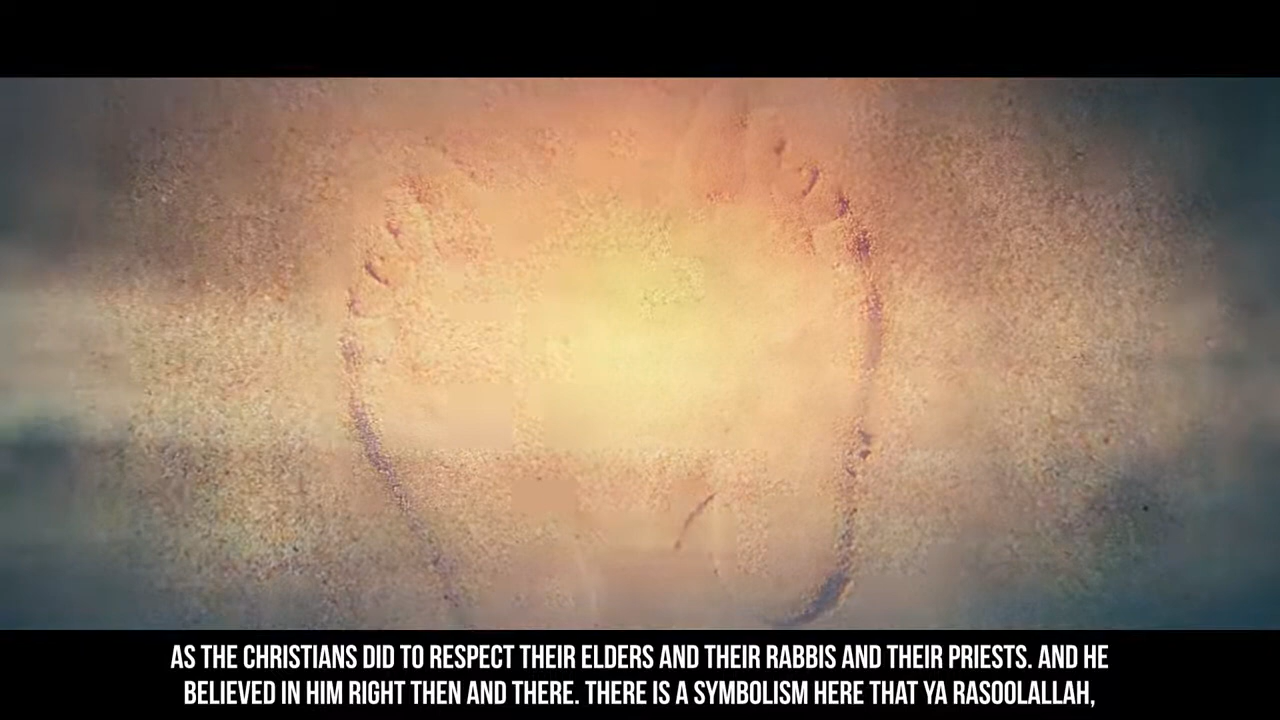 AS THE CHRISTIANS DID TO RESPECT THEIR ELDERS AND THEIR RABBIS AND THEIR PRIESTS. AND HE
BELIEVED IN HIM RIGHT THEN AND THERE. THERE IS A SYMBOLISM HERE THAT YA RASOOLALLAH,